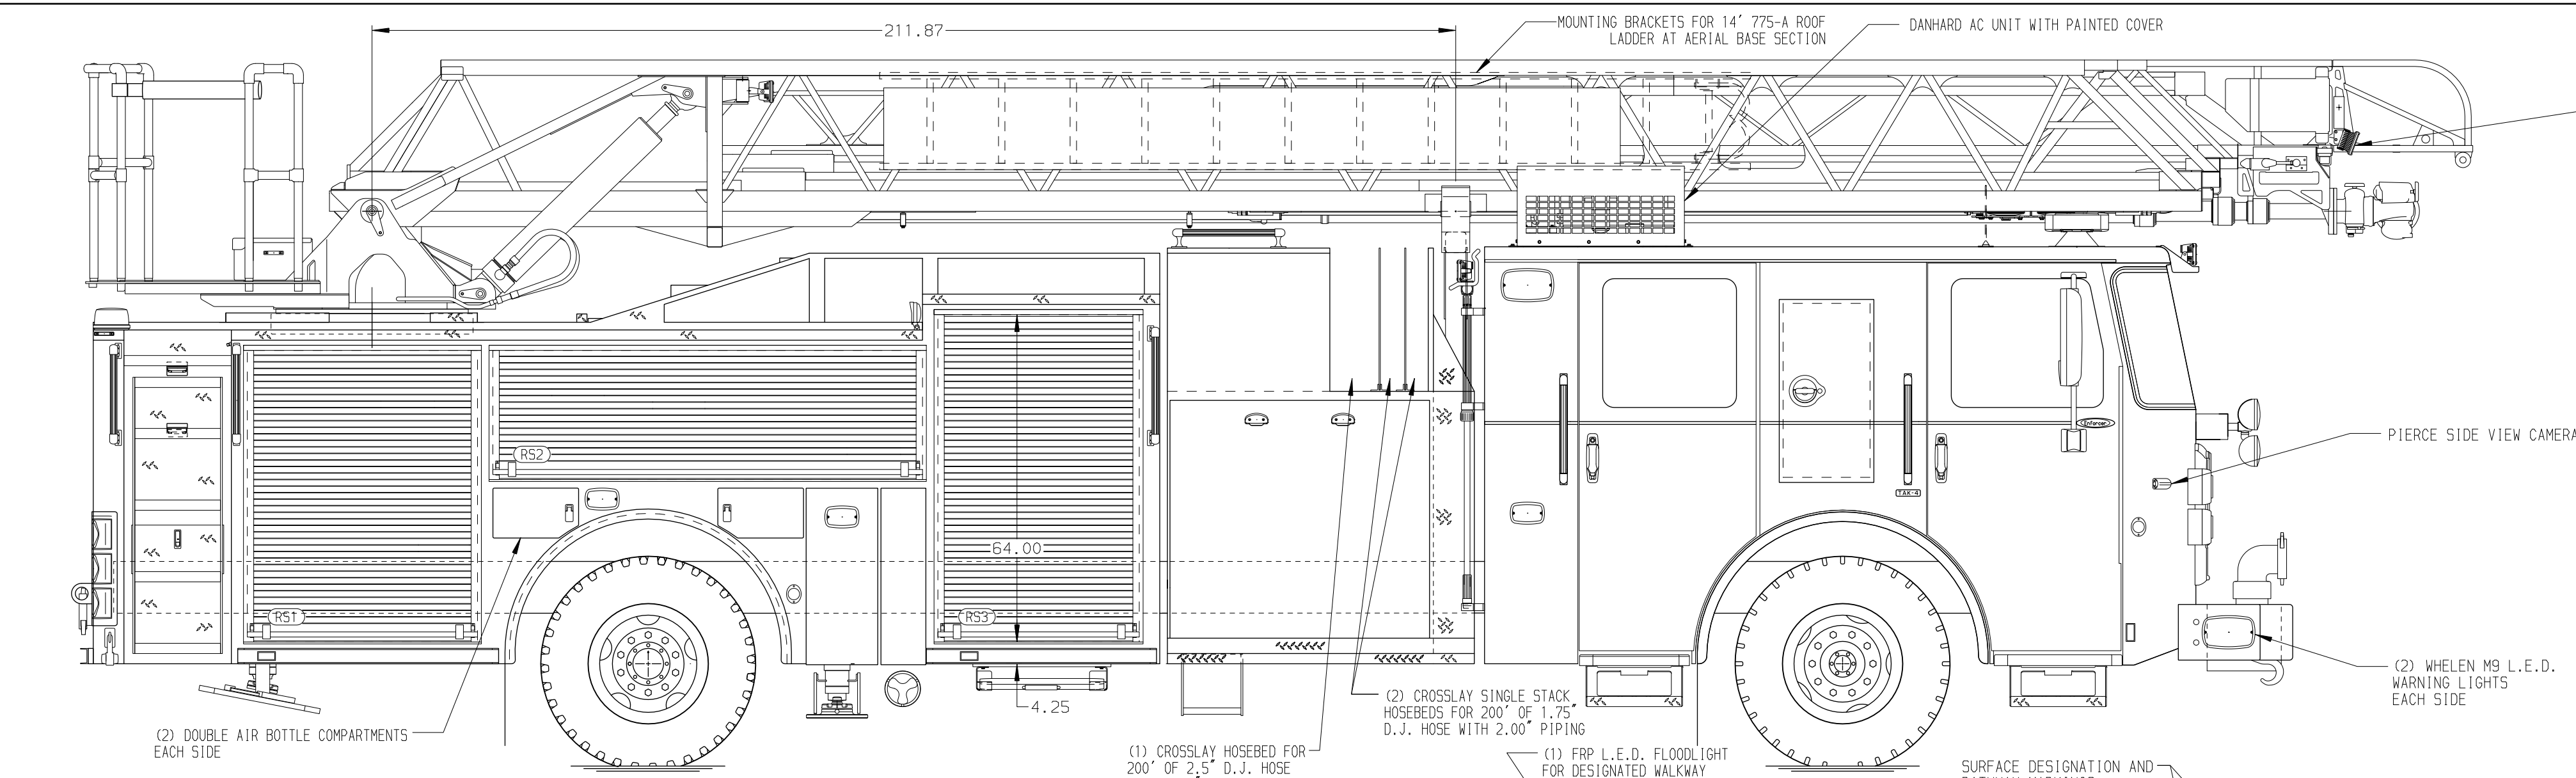 211.87
MOUNTING BRACKETS FOR 14' 775-A ROOF
LADDER AT AERIAL BASE SECTION
DANHARD AC UNIT WITH PAINTED COVER
Enforcer
PIERCE SIDE VIEW CAMERA
RS2
TAK-4
64.00
RS1
RS3
4.25
(2) DOUBLE AIR BOTTLE COMPARTMENTS
EACH SIDE
(1) CROSSLAY HOSEBED FOR
200' OF 2.5" D.J. HOSE
(2) CROSSLAY SINGLE STACK
HOSEBEDS FOR 200' OF 1.75"
D.J. HOSE WITH 2.00" PIPING
(1) FRP L.E.D. FLOODLIGHT
FOR DESIGNATED WALKWAY
(2) WHELEN M9 L.E.D.
WARNING LIGHTS
EACH SIDE
SURFACE DESIGNATION AND